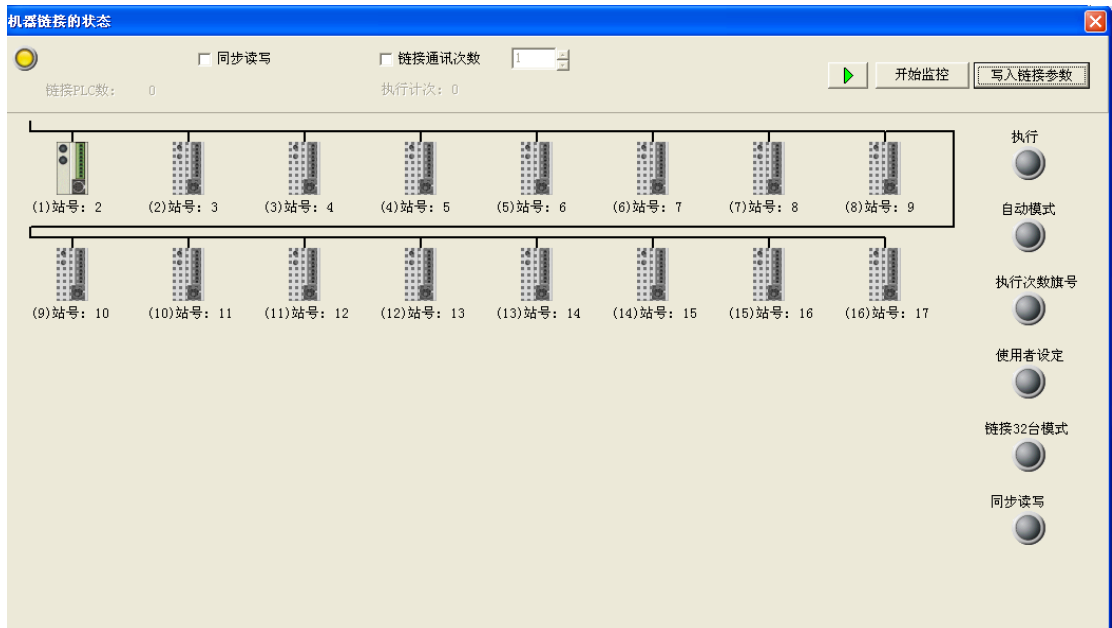 机器链接的状态
同步读写 链接通讯次数 1
链接PLC数： 0 执行计次：0 开始监控 写入链接参数
执行
(1)站号：2 (2)站号：3 (3)站号：4 (4)站号：5 (5)站号：6 (6)站号：7 (7)站号：8 (8)站号：9
自动模式
执行次数旗号
(9)站号：10 (10)站号：11 (11)站号：12 (12)站号：13 (13)站号：14 (14)站号：15 (15)站号：16 (16)站号：17
使用者设定
链接32台模式
同步读写